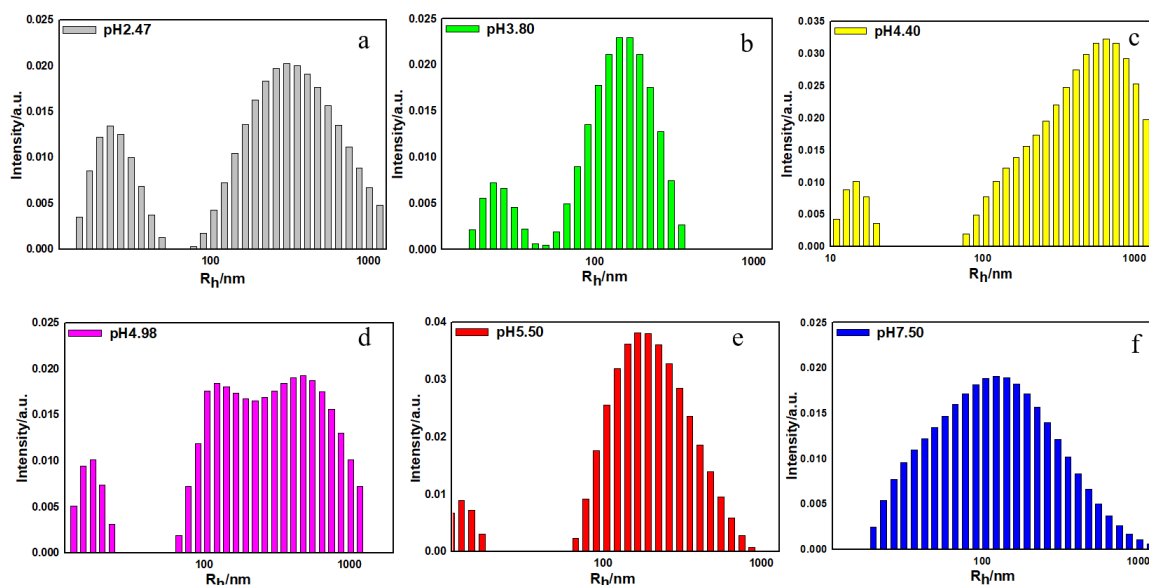 pH2.47
a
Intensity/a.u.
0.025
0.020
0.015
0.010
0.005
0.000
100
1000
Rh/nm
pH3.80
b
Intensity/a.u.
0.025
0.020
0.015
0.010
0.005
0.000
100
1000
Rh/nm
pH4.40
c
Intensity/a.u.
0.035
0.030
0.025
0.020
0.015
0.010
0.005
0.000
10
100
1000
Rh/nm
pH4.98
d
Intensity/a.u.
0.025
0.020
0.015
0.010
0.005
0.000
100
1000
Rh/nm
pH5.50
e
Intensity/a.u.
0.04
0.03
0.02
0.01
0.00
100
1000
Rh/nm
pH7.50
f
Intensity/a.u.
0.025
0.020
0.015
0.010
0.005
0.000
100
1000
Rh/nm